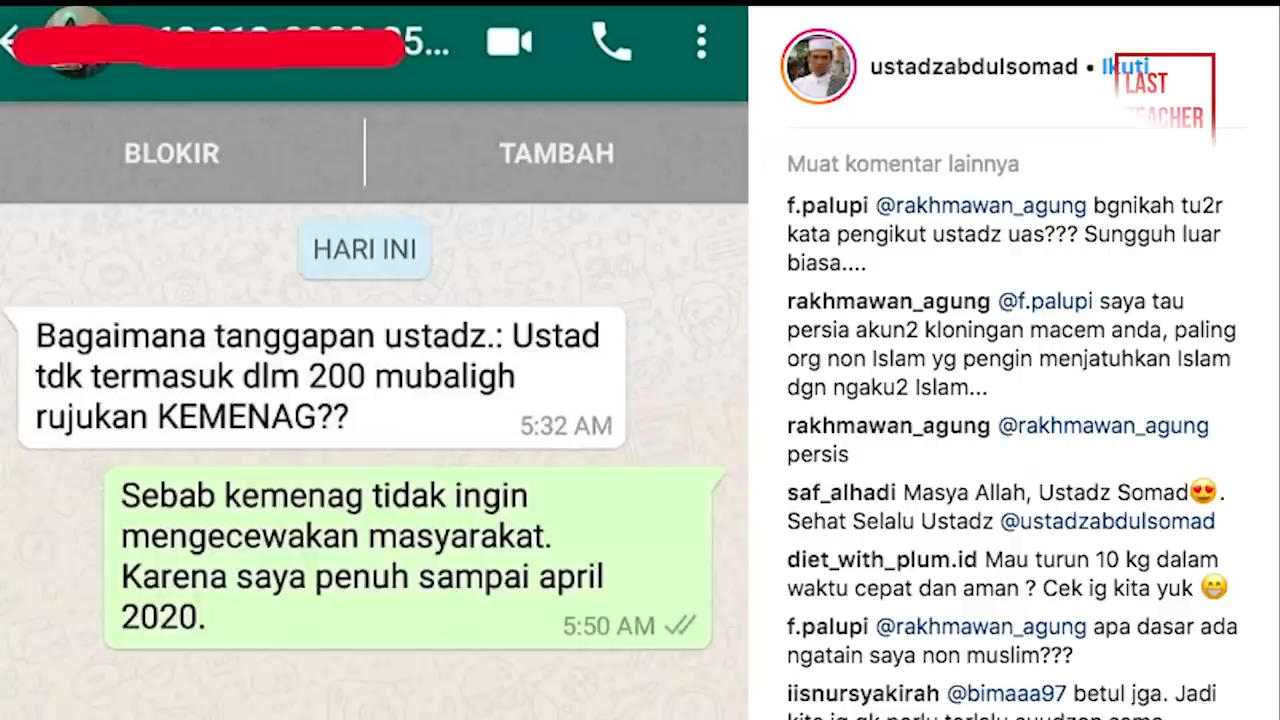 5...
BLOKIR
TAMBAH
HARI INI
Bagaimana tanggapan ustadz.: Ustad
tdk termasuk dlm 200 mubaligh
rujukan KEMENAG??
5:32 AM
Sebab kemenag tidak ingin
mengecewakan masyarakat.
Karena saya penuh sampai april
2020.
5:50 AM
ustadzabdulsomad • Ikuti
LAST
TEACHER
Muat komentar lainnya
f.palupi @rakhmawan_agung bgnikah tu2r
kata pengikut ustadz uas??? Sungguh luar
biasa....
rakhmawan_agung @f.palupi saya tau
persia akun2 kloningan macem anda, paling
org non Islam yg pengin menjatuhkan Islam
dgn ngaku2 Islam...
rakhmawan_agung @rakhmawan_agung
persis
saf_alhadi Masya Allah, Ustadz Somad😍.
Sehat Selalu Ustadz @ustadzabdulsomad
diet_with_plum.id Mau turun 10 kg dalam
waktu cepat dan aman ? Cek ig kita yuk 😁
f.palupi @rakhmawan_agung apa dasar ada
ngatain saya non muslim???
iisnursyakirah @bimaaa97 betul jga. Jadi